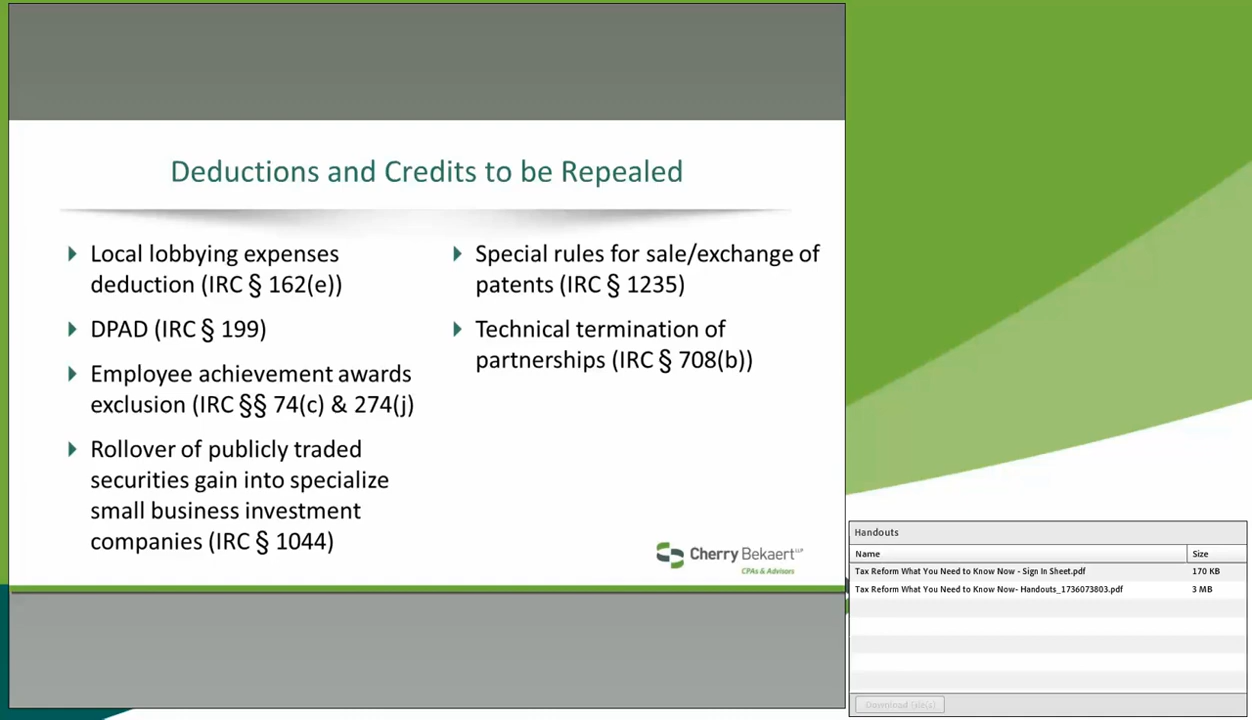 Deductions and Credits to be Repealed
Local lobbying expenses
deduction (IRC § 162(e))
DPAD (IRC § 199)
Employee achievement awards
exclusion (IRC §§ 74(c) & 274(j)
Rollover of publicly traded
securities gain into specialize
small business investment
companies (IRC § 1044)
Special rules for sale/exchange of
patents (IRC § 1235)
Technical termination of
partnerships (IRC § 708(b))
Cherry Bekaert LLP
CPAs & Advisors
Handouts
Name Size
Tax Reform What You Need to Know Now - Sign In Sheet.pdf 170 KB
Tax Reform What You Need to Know Now- Handouts_1736073803.pdf 3 MB
Download File(s)